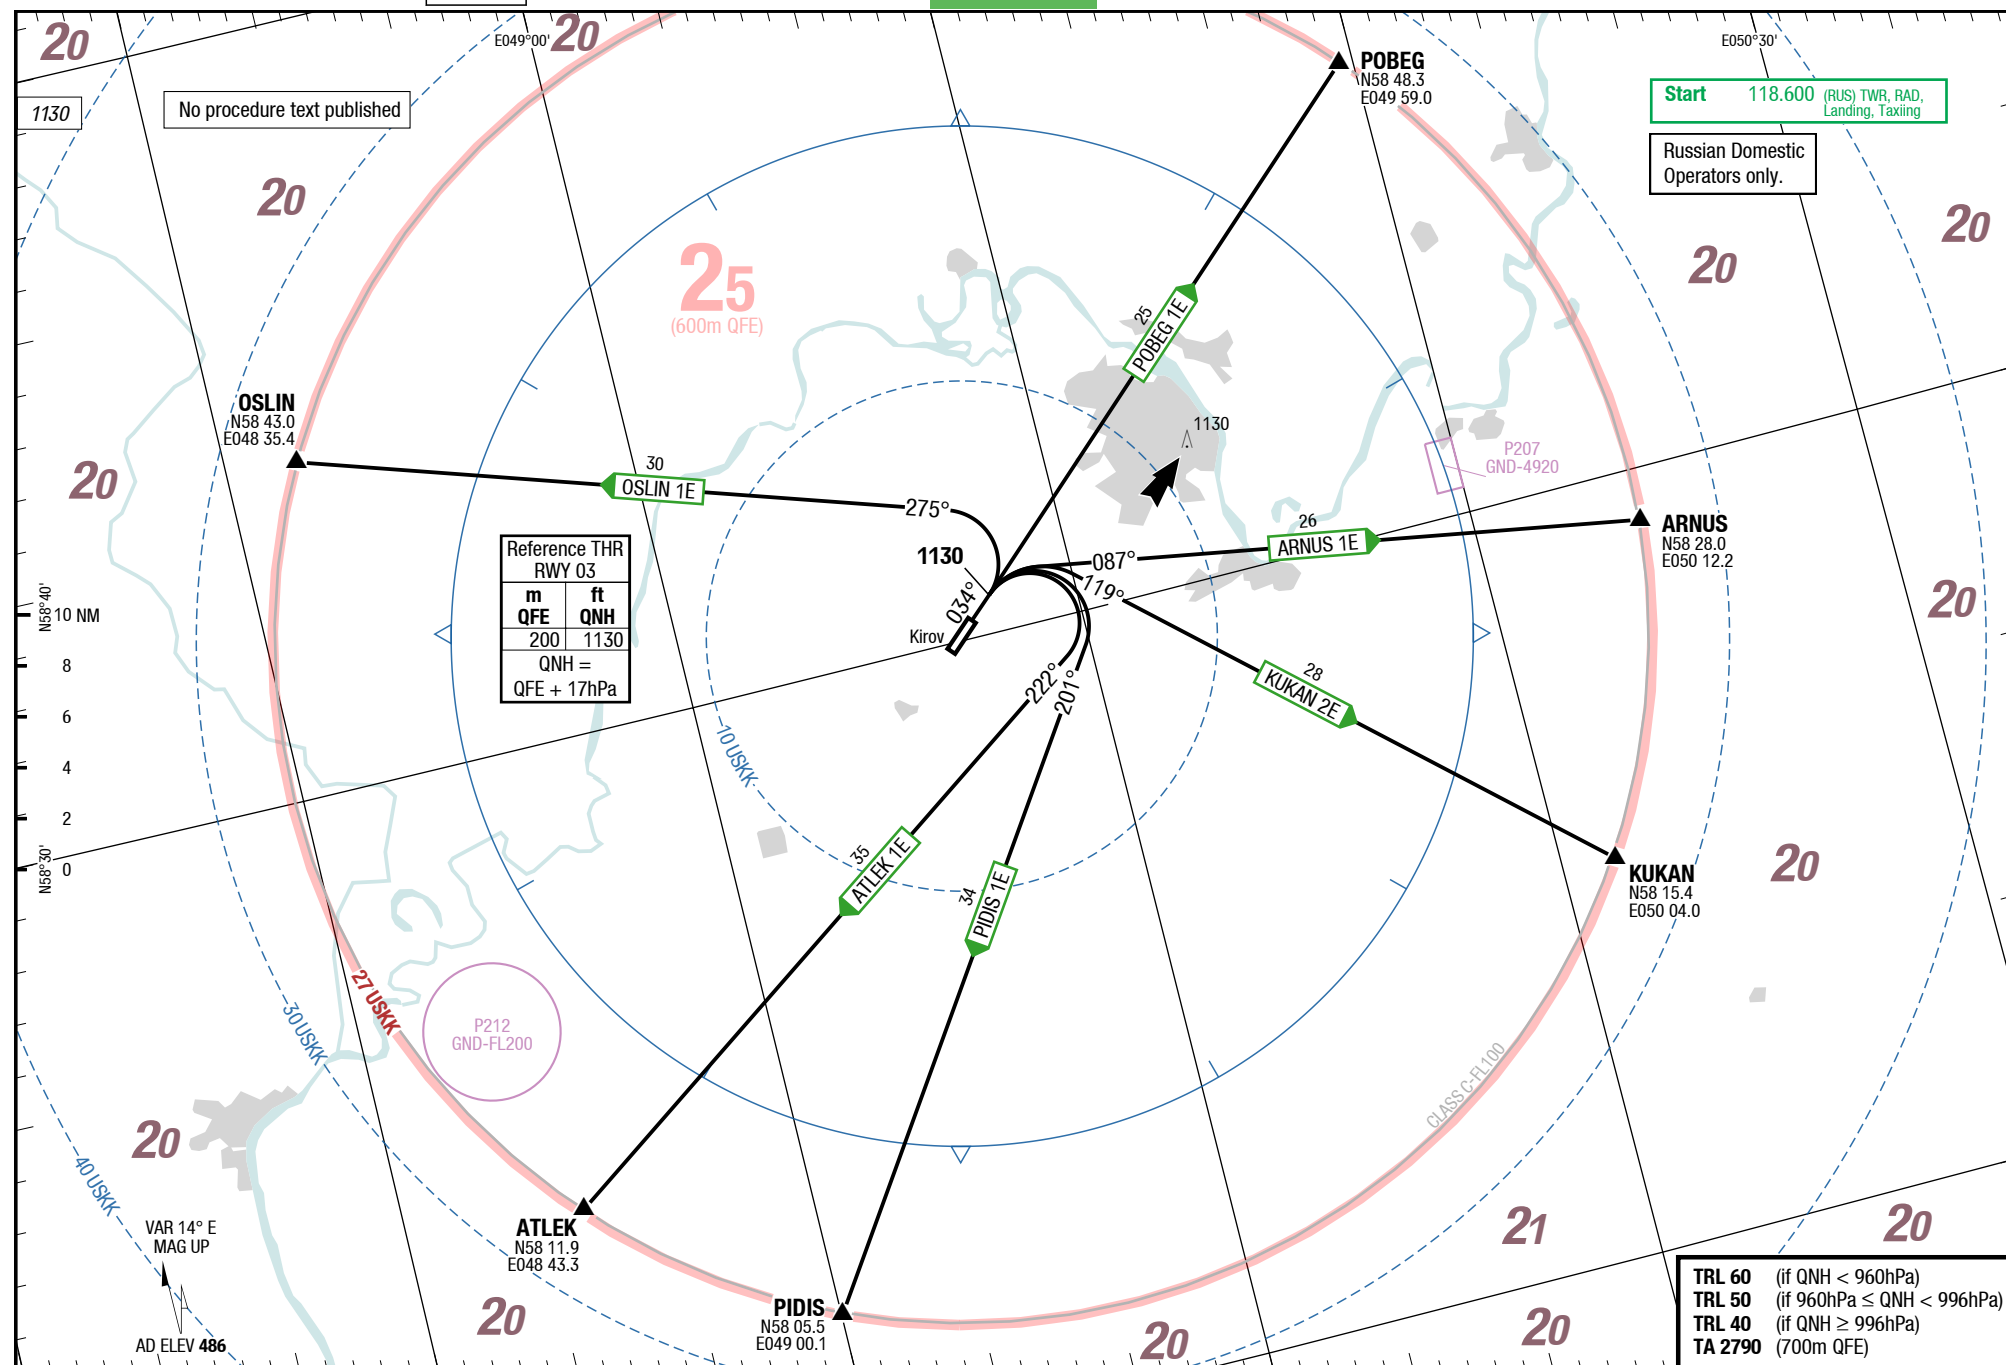 20
E049°00'
20
E050°30'
POBEG
N58 48.3
E049 59.0
1130
No procedure text published
Start 118.600 (RUS) TWR, RAD,
Landing, Taxiing
Russian Domestic
Operators only.
20
20
20
25
(600m QFE)
25
POBEG 1E
OSLIN
N58 43.0
E048 35.4
1130
P207
GND-4920
20
30
OSLIN 1E
275°
26
ARNUS 1E
ARNUS
N58 28.0
E050 12.2
1130
087°
119°
034°
Kirov
Reference THR
RWY 03
m ft
QFE QNH
200 1130
QNH =
QFE + 17hPa
N58°40'
10 NM
8
6
4
2
0
N58°30'
20
222°
201°
28
KUKAN 2E
10 USKK
35
ATLEK 1E
34
PIDIS 1E
20
KUKAN
N58 15.4
E050 04.0
27 USKK
30 USKK
P212
GND-FL200
CLASS C-FL100
20
40 USKK
VAR 14° E
MAG UP
AD ELEV 486
ATLEK
N58 11.9
E048 43.3
20
PIDIS
N58 05.5
E049 00.1
20
21
20
20
TRL 60 (if QNH < 960hPa)
TRL 50 (if 960hPa ≤ QNH < 996hPa)
TRL 40 (if QNH ≥ 996hPa)
TA 2790 (700m QFE)